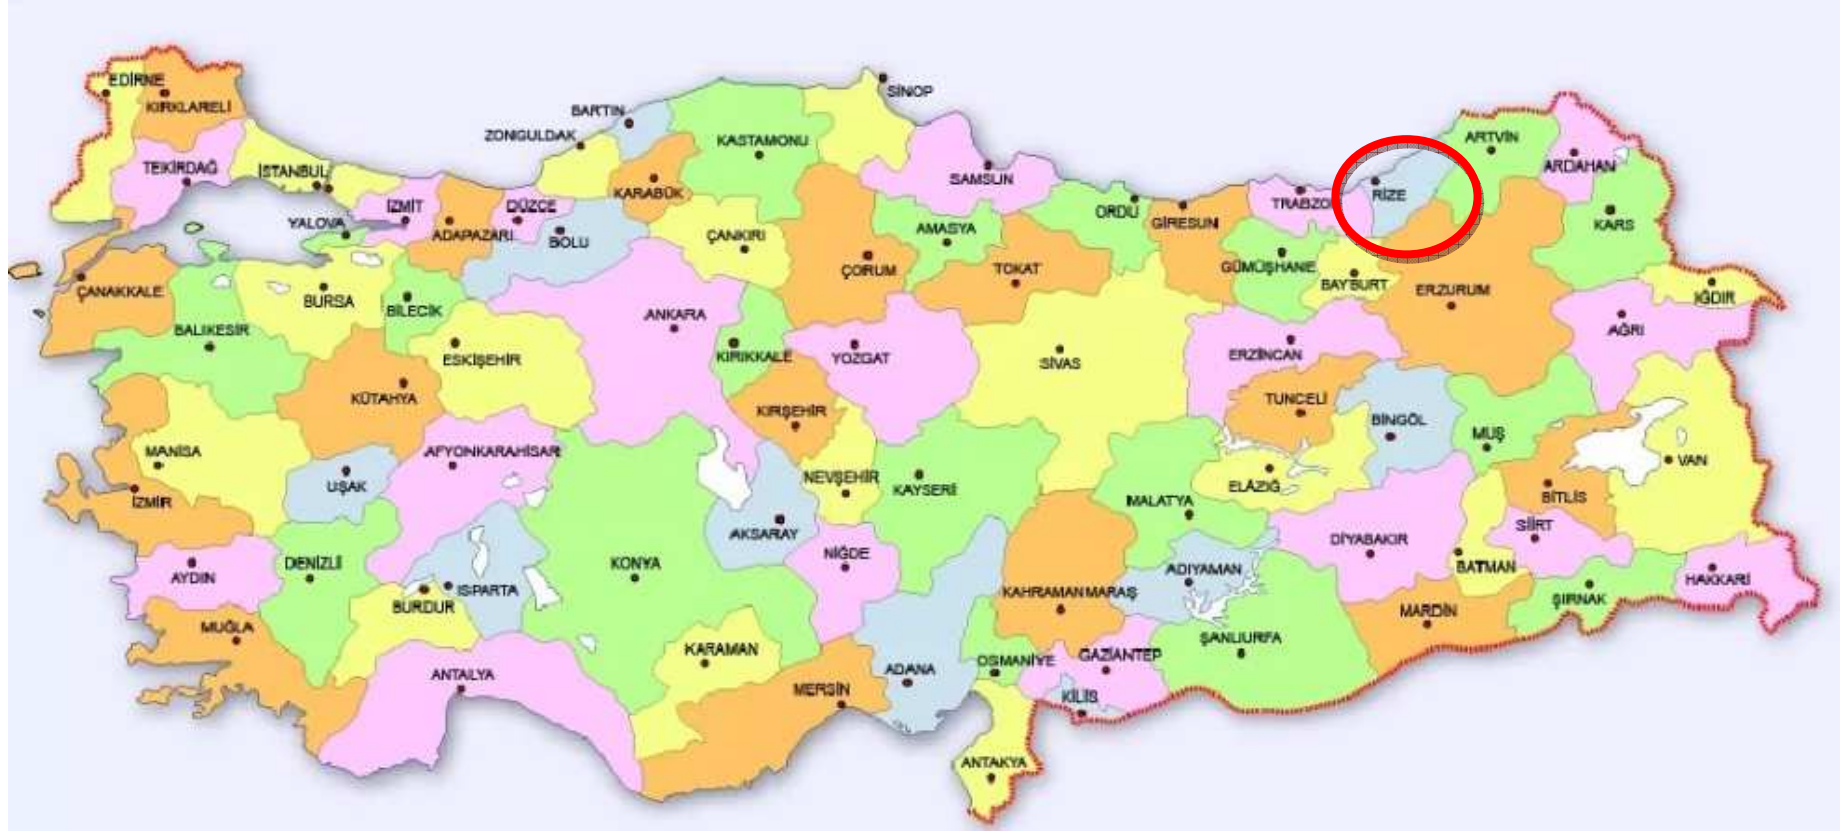 EDİRNE
KIRKLARELİ
TEKİRDAĞ
İSTANBUL
YALOVA
İZMİT
ADAPAZARI
DÜZCE
BOLU
ZONGULDAK
BARTIN
KARABÜK
KASTAMONU
SİNOP
SAMSUN
ÇANKIRI
ÇORUM
AMASYA
TOKAT
ORDU
GİRESUN
TRABZO
RİZE
ARTVİN
ARDAHAN
KARS
GÜMÜŞHANE
BAYBURT
ERZURUM
IĞDIR
AĞRI
ÇANAKKALE
BALIKESİR
BURSA
BİLECİK
ESKİŞEHİR
ANKARA
KIRIKKALE
YOZGAT
SİVAS
ERZİNCAN
TUNCELİ
BİNGÖL
MUŞ
VAN
KÜTAHYA
KIRŞEHİR
MANİSA
UŞAK
AFYONKARAHİSAR
NEVŞEHİR
KAYSERİ
MALATYA
ELÂZIĞ
BİTLİS
İZMİR
AKSARAY
SİİRT
DİYABAKIR
AYDIN
DENİZLİ
BURDUR
ISPARTA
KONYA
NİĞDE
KAHRAMANMARAŞ
ADIYAMAN
BATMAN
ŞIRNAK
HAKKARİ
MARDİN
MUĞLA
ANTALYA
KARAMAN
MERSİN
ADANA
OSMANİYE
GAZİANTEP
ŞANLIURFA
KİLİS
ANTAKYA